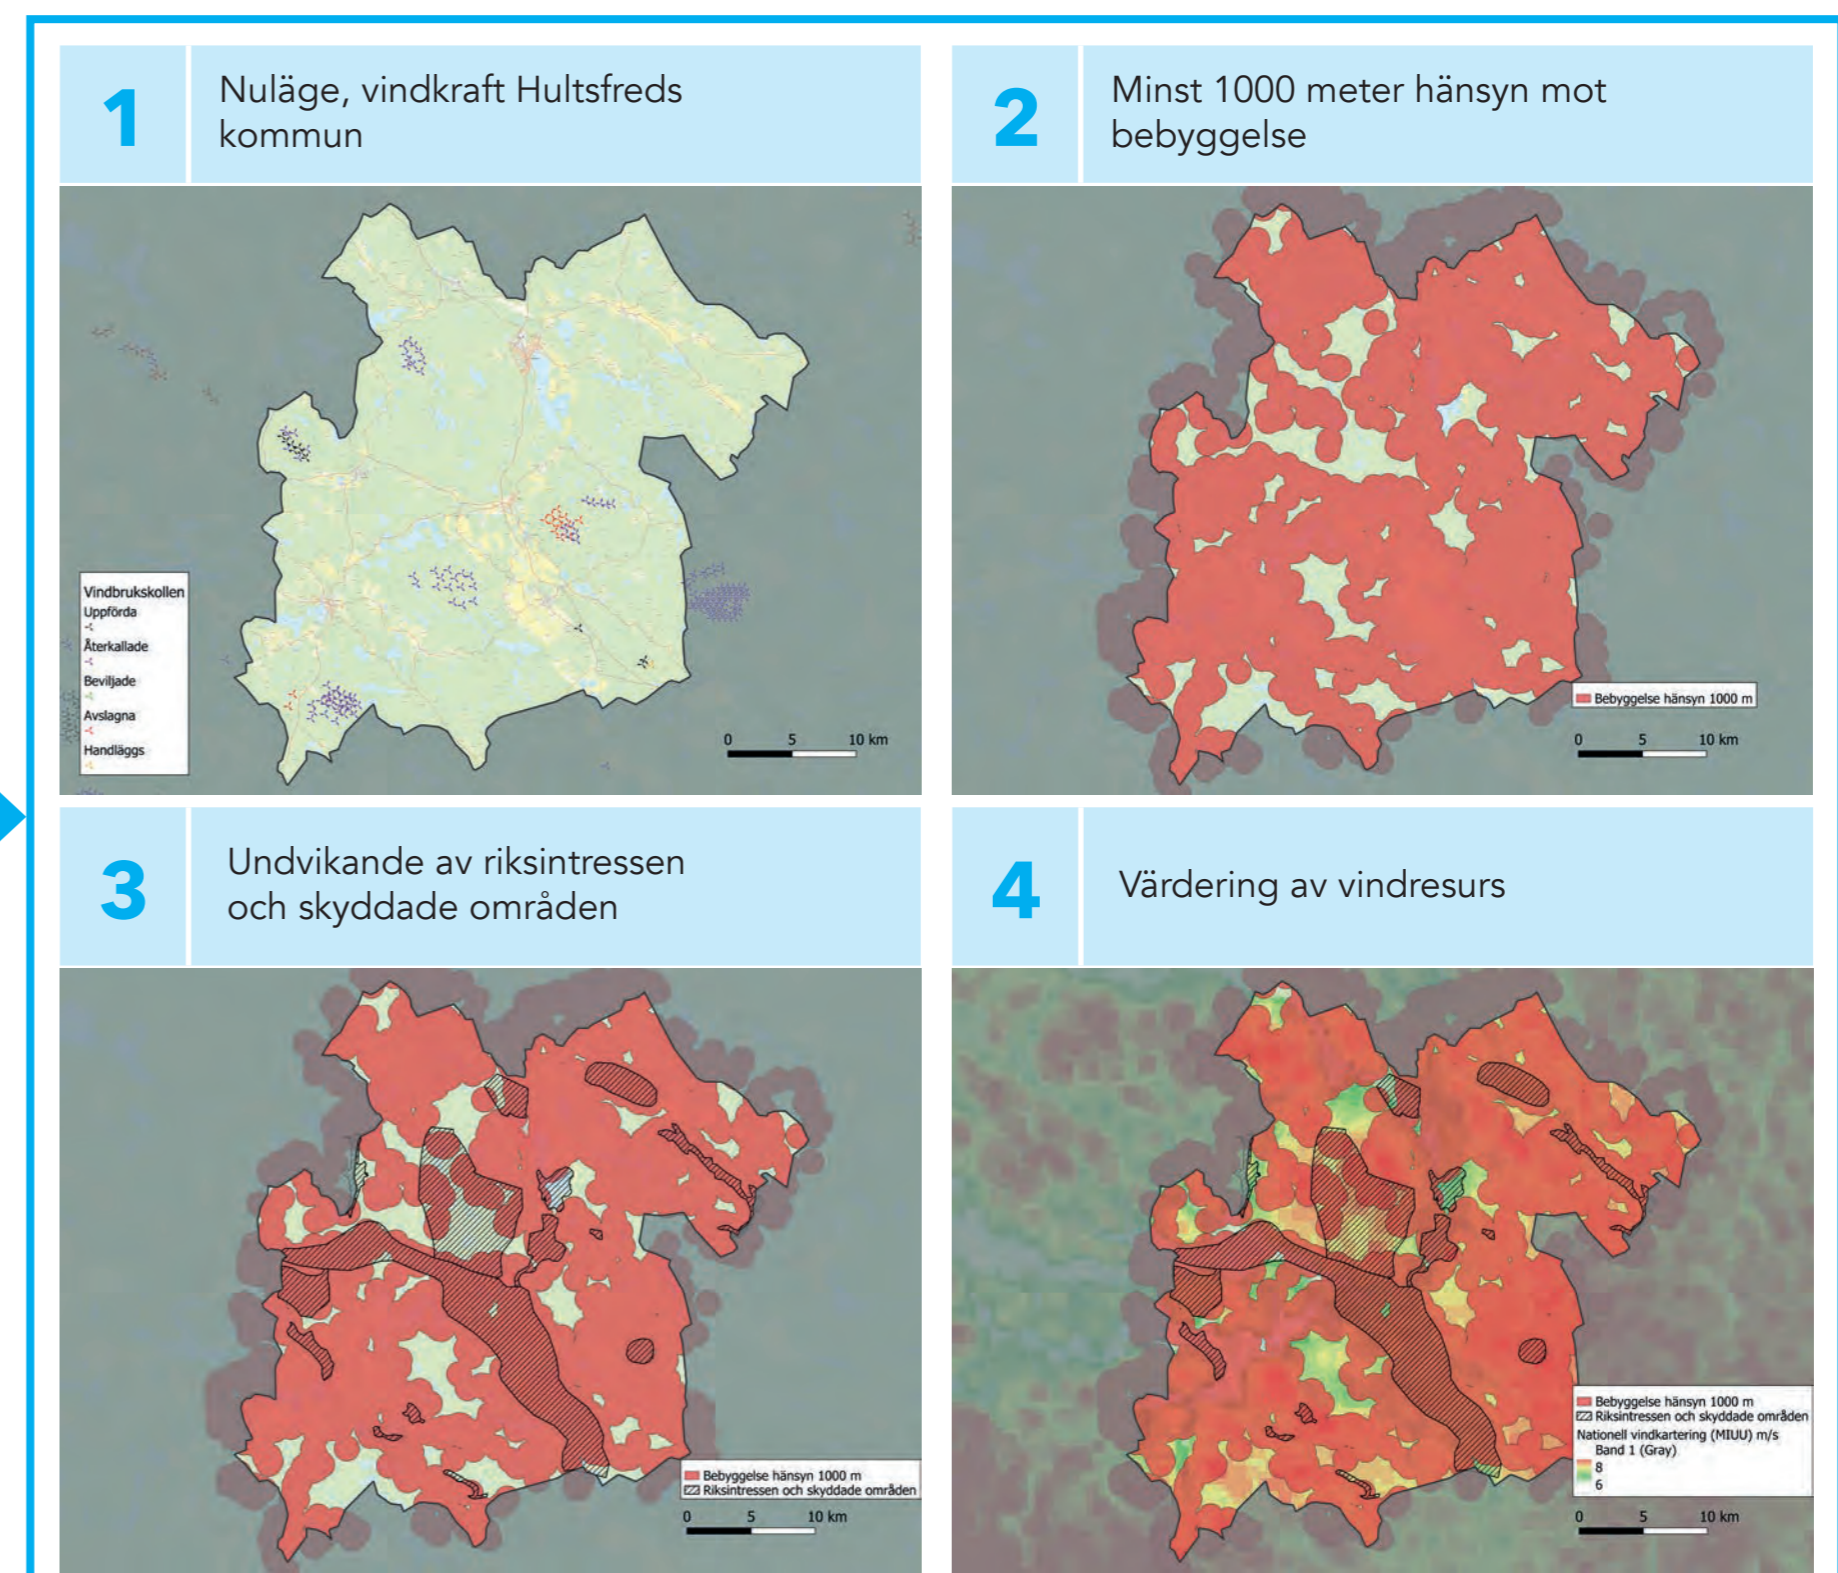 1
Nuläge, vindkraft Hultsfreds
kommun
Vindbrukskollen
Uppförda
Återkallade
Beviljade
Avslagna
Handläggs
0 5 10 km
2
Minst 1000 meter hänsyn mot
bebyggelse
Bebyggelse hänsyn 1000 m
0 5 10 km
3
Undvikande av riksintressen
och skyddade områden
Bebyggelse hänsyn 1000 m
Riksintressen och skyddade områden
0 5 10 km
4
Värdering av vindresurs
Bebyggelse hänsyn 1000 m
Riksintressen och skyddade områden
Nationell vindkartering (MIUU) m/s
Band 1 (Gray)
8
6
0 5 10 km